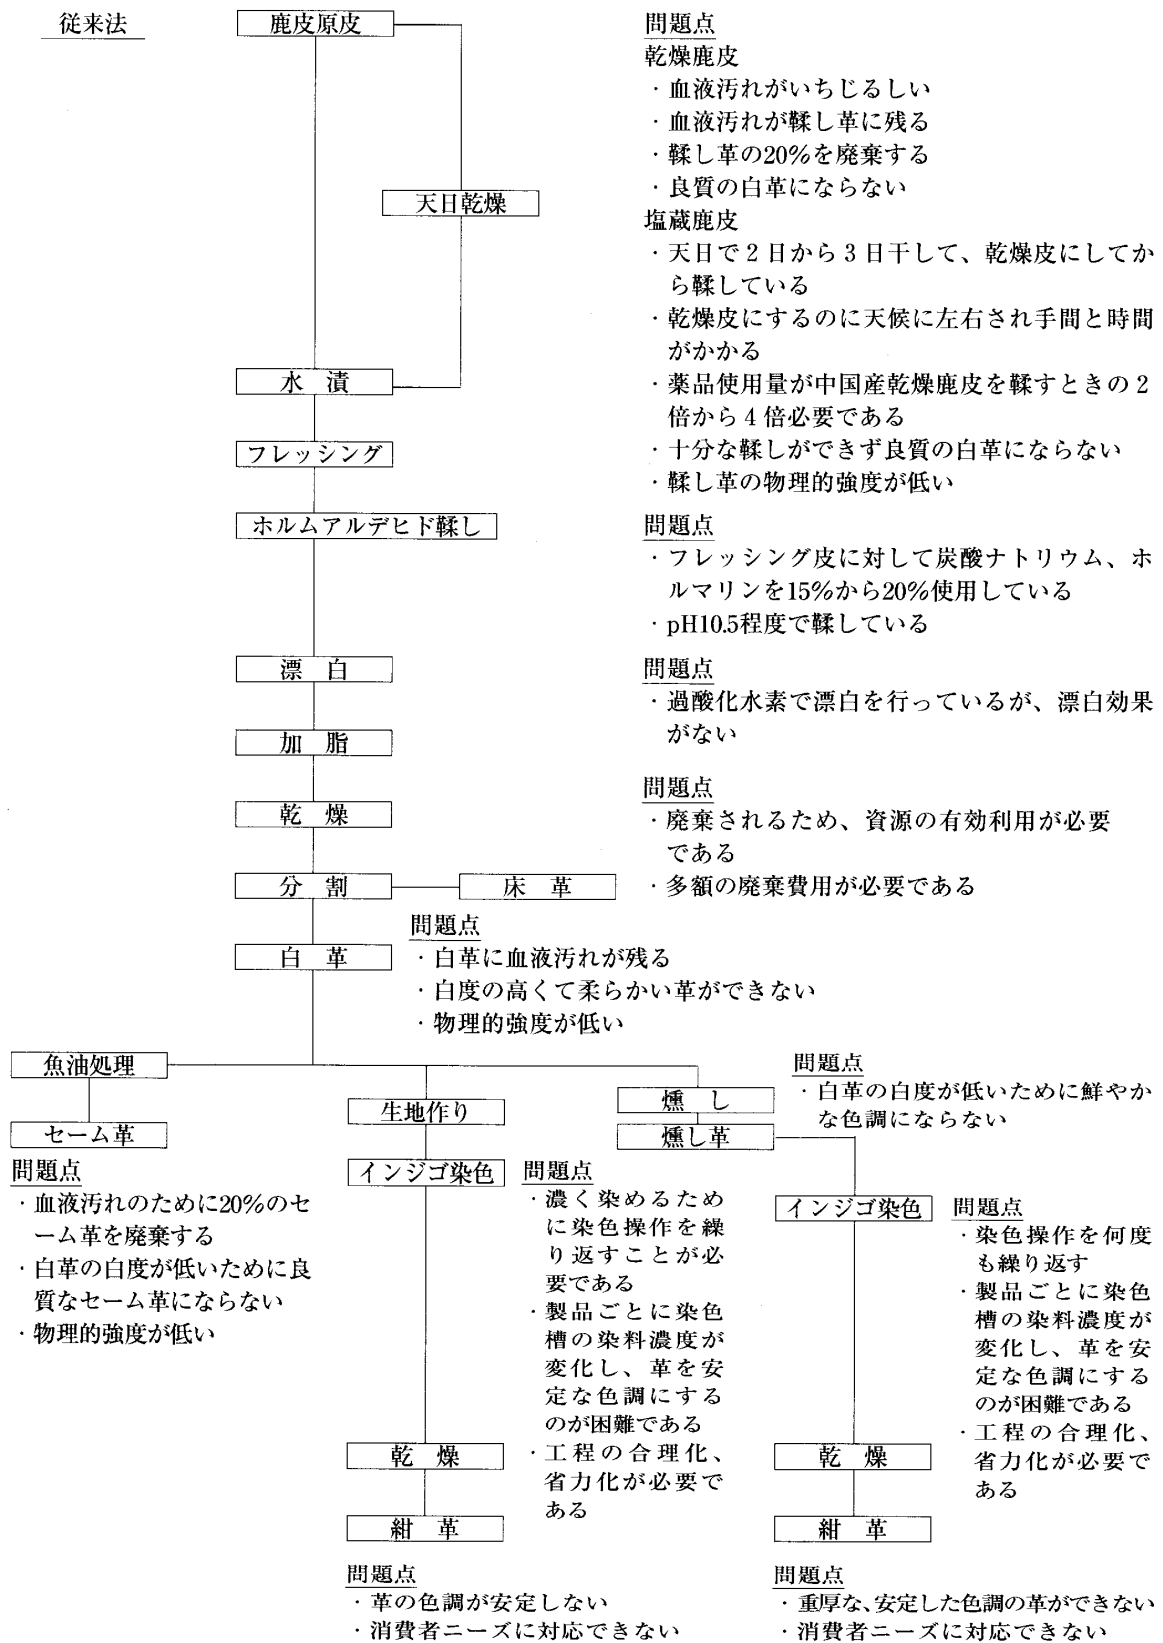 従来法
鹿皮原皮
天日乾燥
問題点
乾燥鹿皮
・血液汚れがいちじるしい
・血液汚れが鞣し革に残る
・鞣し革の20%を廃棄する
・良質の白革にならない
塩蔵鹿皮
・天日で2日から3日干して、乾燥皮にしてか
ら鞣している
・乾燥皮にするのに天候に左右され手間と時間
がかかる
・薬品使用量が中国産乾燥鹿皮を鞣すときの2
倍から4倍必要である
・十分な鞣しができず良質の白革にならない
・鞣し革の物理的強度が低い
水 漬
フレッシング
ホルムアルデヒド鞣し
問題点
・フレッシング皮に対して炭酸ナトリウム、ホ
ルマリンを15%から20%使用している
・pH10.5程度で鞣している
漂 白
問題点
・過酸化水素で漂白を行っているが、漂白効果
がない
加 脂
乾 燥
分 割
床 革
問題点
・廃棄されるため、資源の有効利用が必要
である
・多額の廃棄費用が必要である
白 革
問題点
・白革に血液汚れが残る
・白度の高くて柔らかい革ができない
・物理的強度が低い
魚油処理
セーム革
問題点
・血液汚れのために20%のセ
ーム革を廃棄する
・白革の白度が低いために良
質なセーム革にならない
・物理的強度が低い
生地作り
インジゴ染色
問題点
・濃く染めるため
に染色操作を繰
り返すことが必
要である
・製品ごとに染色
槽の染料濃度が
変化し、革を安
定な色調にする
のが困難である
・工程の合理化、
省力化が必要で
ある
乾 燥
紺 革
問題点
・革の色調が安定しない
・消費者ニーズに対応できない
燻 し
燻し革
問題点
・白革の白度が低いために鮮やか
な色調にならない
インジゴ染色
問題点
・染色操作を何度
も繰り返す
・製品ごとに染色
槽の染料濃度が
変化し、革を安
定な色調にする
のが困難である
・工程の合理化、
省力化が必要で
ある
乾 燥
紺 革
問題点
・重厚な、安定した色調の革ができない
・消費者ニーズに対応できない